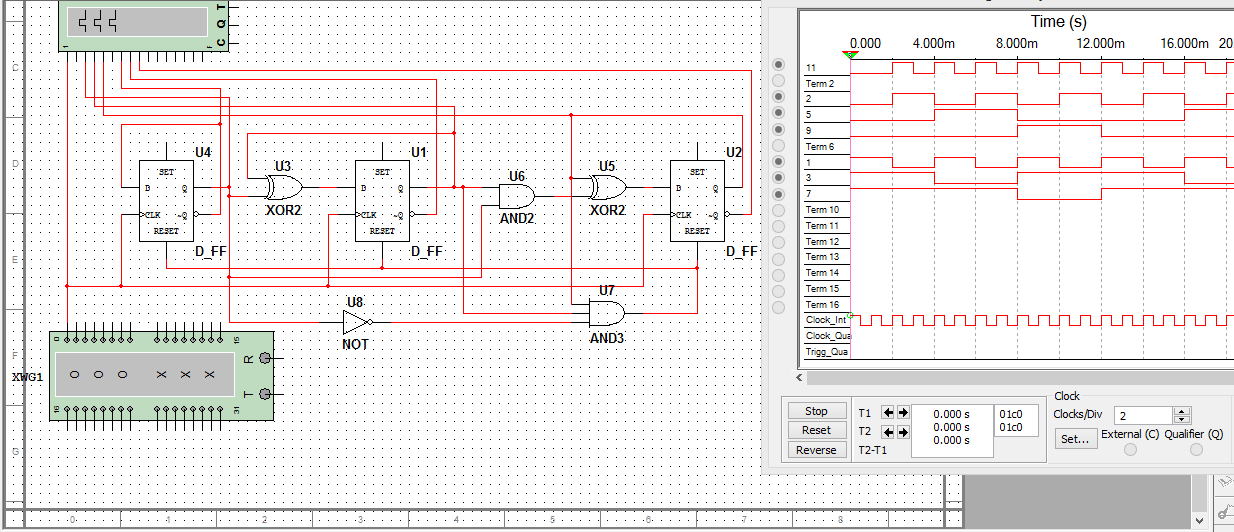 T
Q
C
C
D
E
F
G
U4
SET
D Q
CLK ~Q
RESET
D_FF
U3
XOR2
U1
SET
D Q
CLK ~Q
RESET
D_FF
U6
AND2
U5
XOR2
U2
SET
D Q
CLK ~Q
RESET
D_FF
U8
NOT
U7
AND3
XWG1
0 15
O O O X X X
R
T
16 31
0 1 2 3 4 5 6 7 8
Time (s)
0.000 4.000m 8.000m 12.000m 16.000m 20.
11
Term 2
2
5
9
Term 6
1
3
7
Term 10
Term 11
Term 12
Term 13
Term 14
Term 15
Term 16
Clock_Int
Clock_Qua
Trigg_Qua
Stop
Reset
Reverse
T1 0.000 s 01c0
T2 0.000 s 01c0
T2-T1 0.000 s
Clock
Clocks/Div 2
Set... External (C) Qualifier (Q)